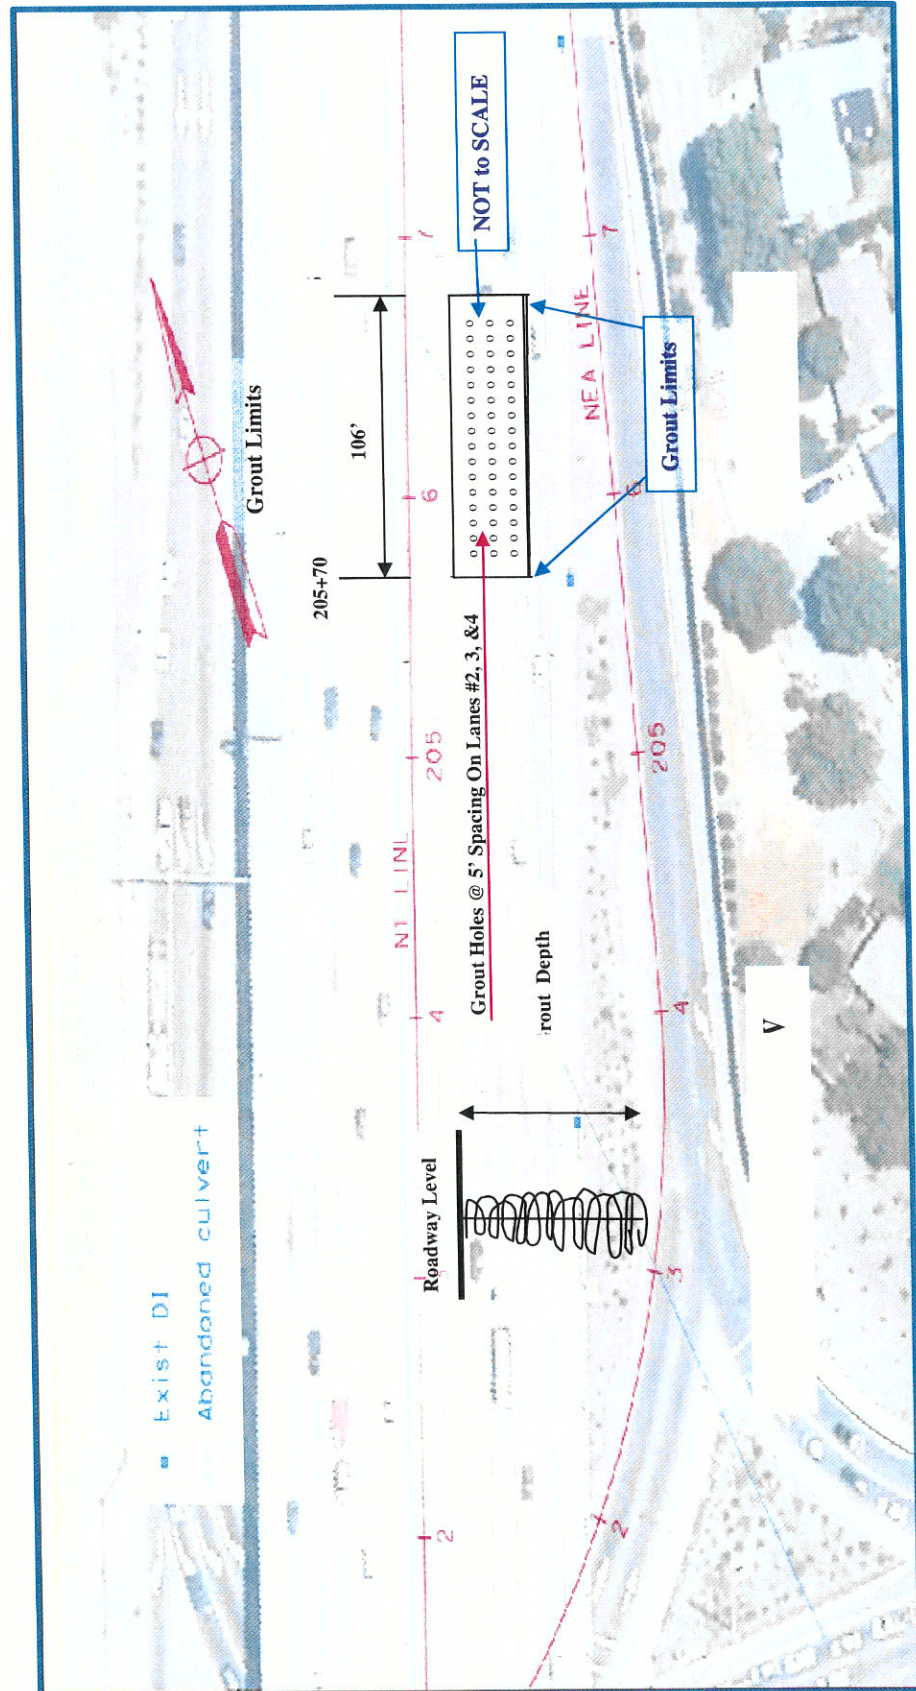 Exist DI
Abandoned culvert
Grout Limits
205+70
106'
NOT to SCALE
2
4
205
6
7
Roadway Level
Grout Holes @ 5' Spacing On Lanes #2, 3, &4
rout Depth
Grout Limits
NEA LINE
2
3
4
205
6
7
V